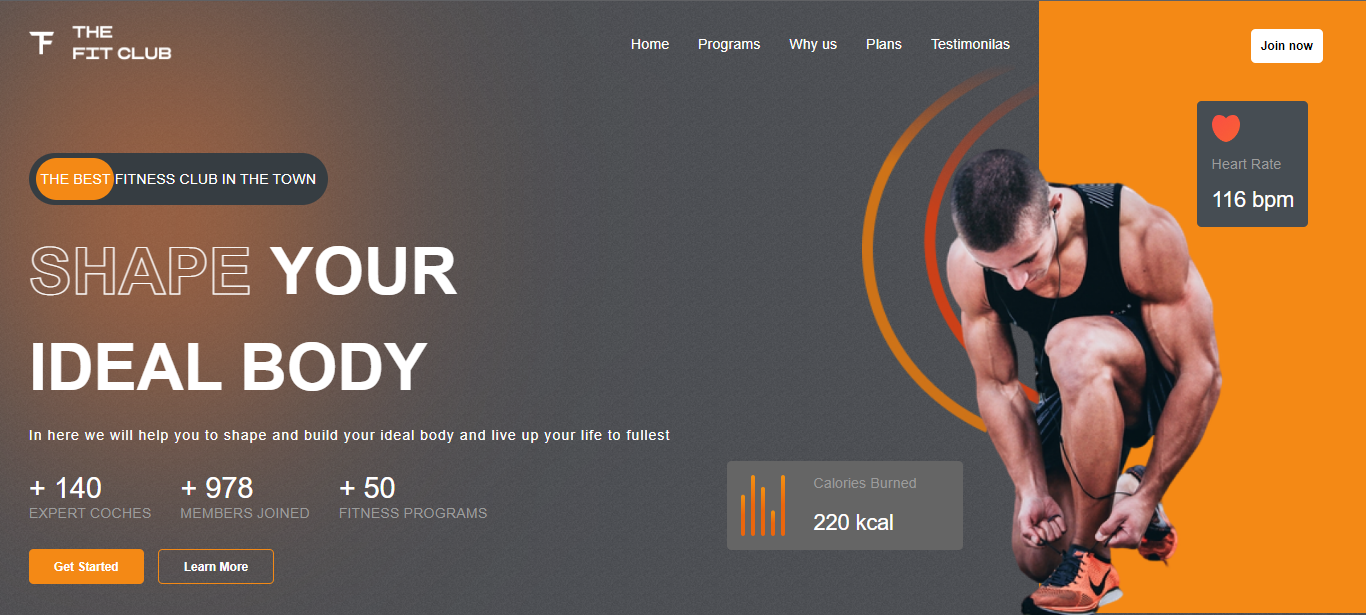 THE
FIT CLUB
Home Programs Why us Plans Testimonilas
Join now
Heart Rate
116 bpm
THE BEST FITNESS CLUB IN THE TOWN
SHAPE YOUR
IDEAL BODY
In here we will help you to shape and build your ideal body and live up your life to fullest
+ 140 + 978 + 50
EXPERT COCHES MEMBERS JOINED FITNESS PROGRAMS
Calories Burned
220 kcal
Get Started Learn More